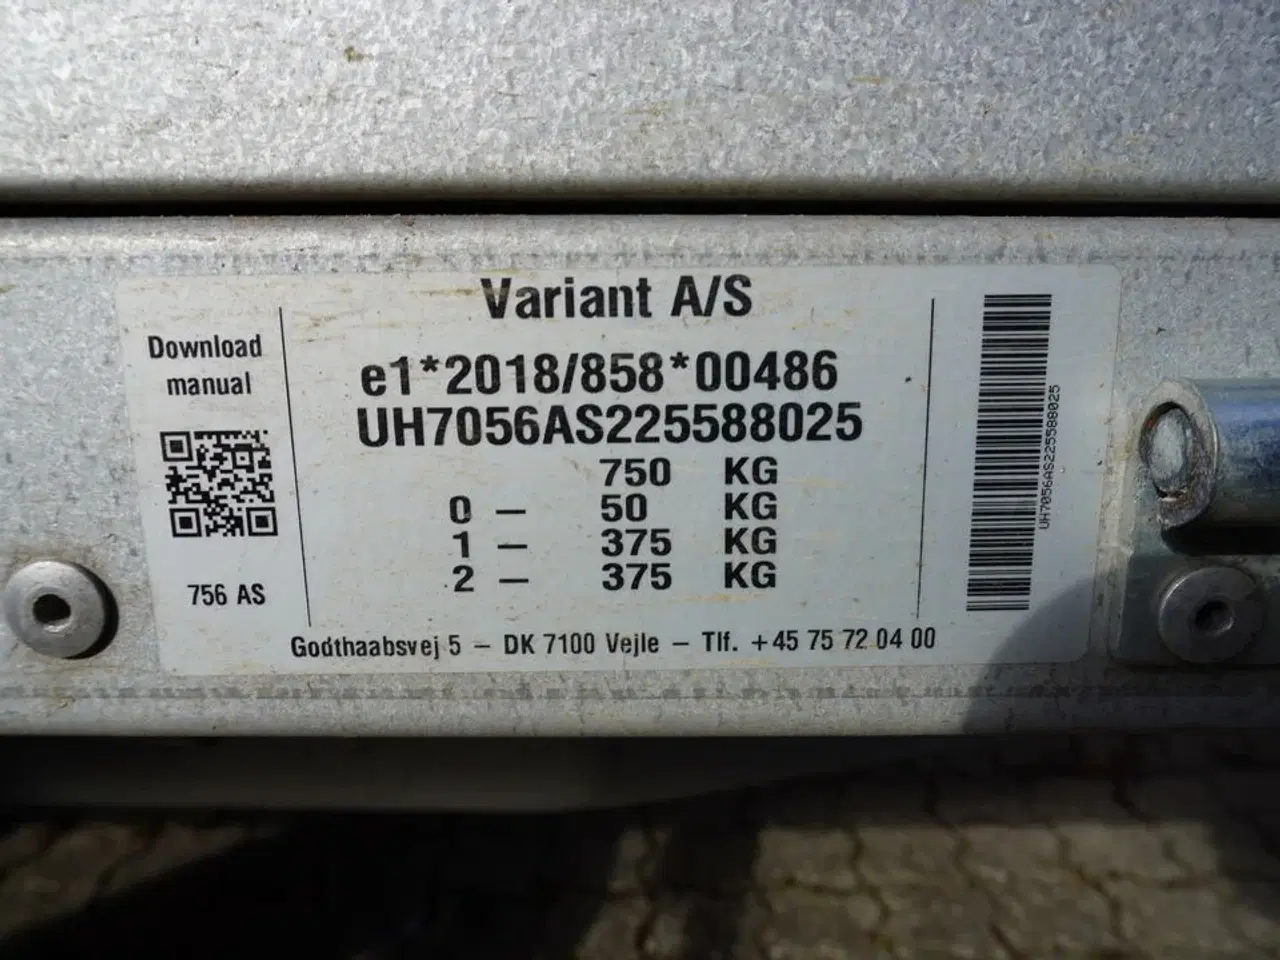 Variant A/S
Download
manual
e1*2018/858*00486
UH7056AS225588025
750 KG
0 – 50 KG
1 – 375 KG
2 – 375 KG
756 AS
Godthaabsvej 5 – DK 7100 Vejle – Tlf. +45 75 72 04 00
UH7056AS225588025